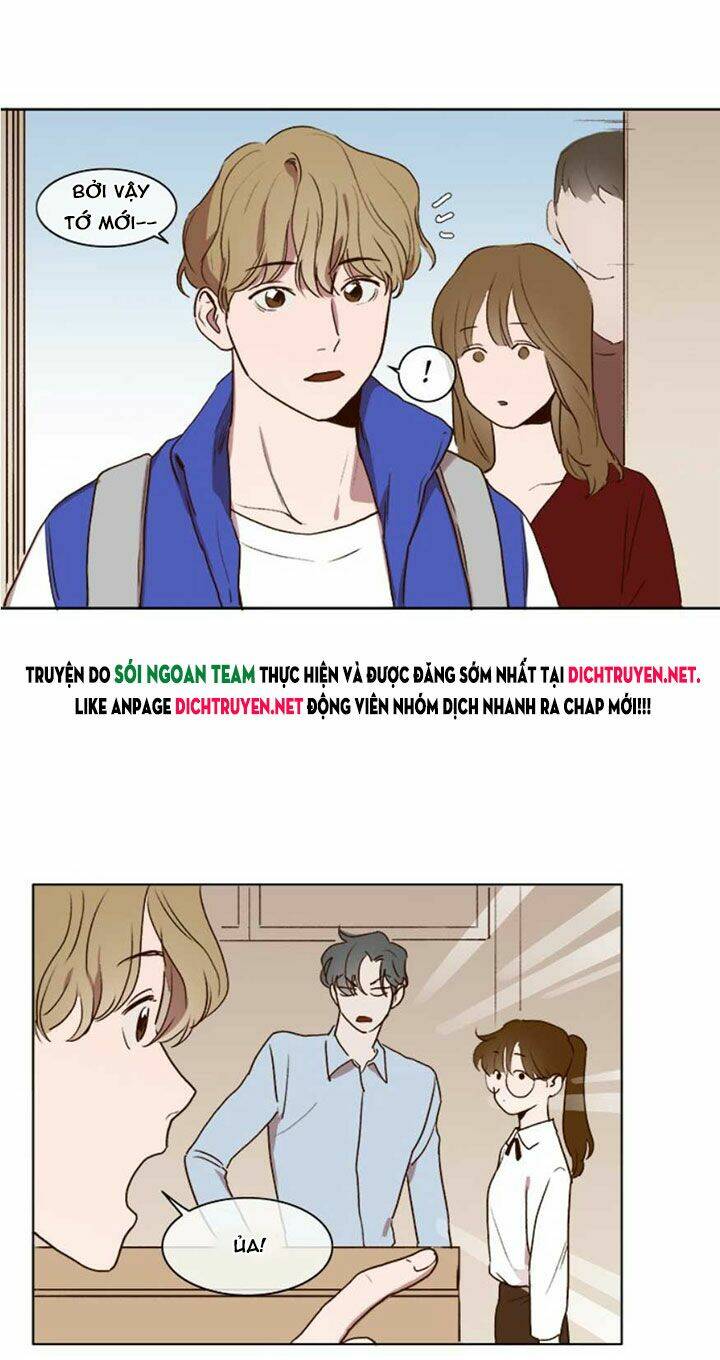 BỞI VẬY
TỚ MỚI--
!
TRUYỆN DO SÓI NGOAN TEAM THỰC HIỆN VÀ ĐƯỢC ĐĂNG SỚM NHẤT TẠI DICHTRUYEN.NET.
LIKE ANPAGE DICHTRUYEN.NET ĐỘNG VIÊN NHÓM DỊCH NHANH RA CHAP MỚI!!!
ỦA!